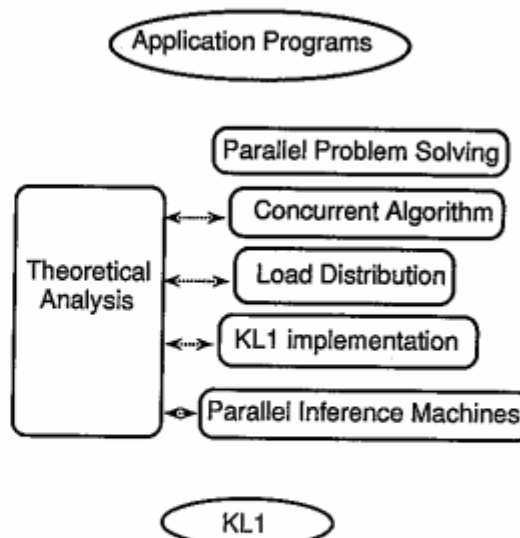 Application Programs
Parallel Problem Solving
Concurrent Algorithm
Theoretical
Analysis
Load Distribution
KL1 implementation
Parallel Inference Machines
KL1